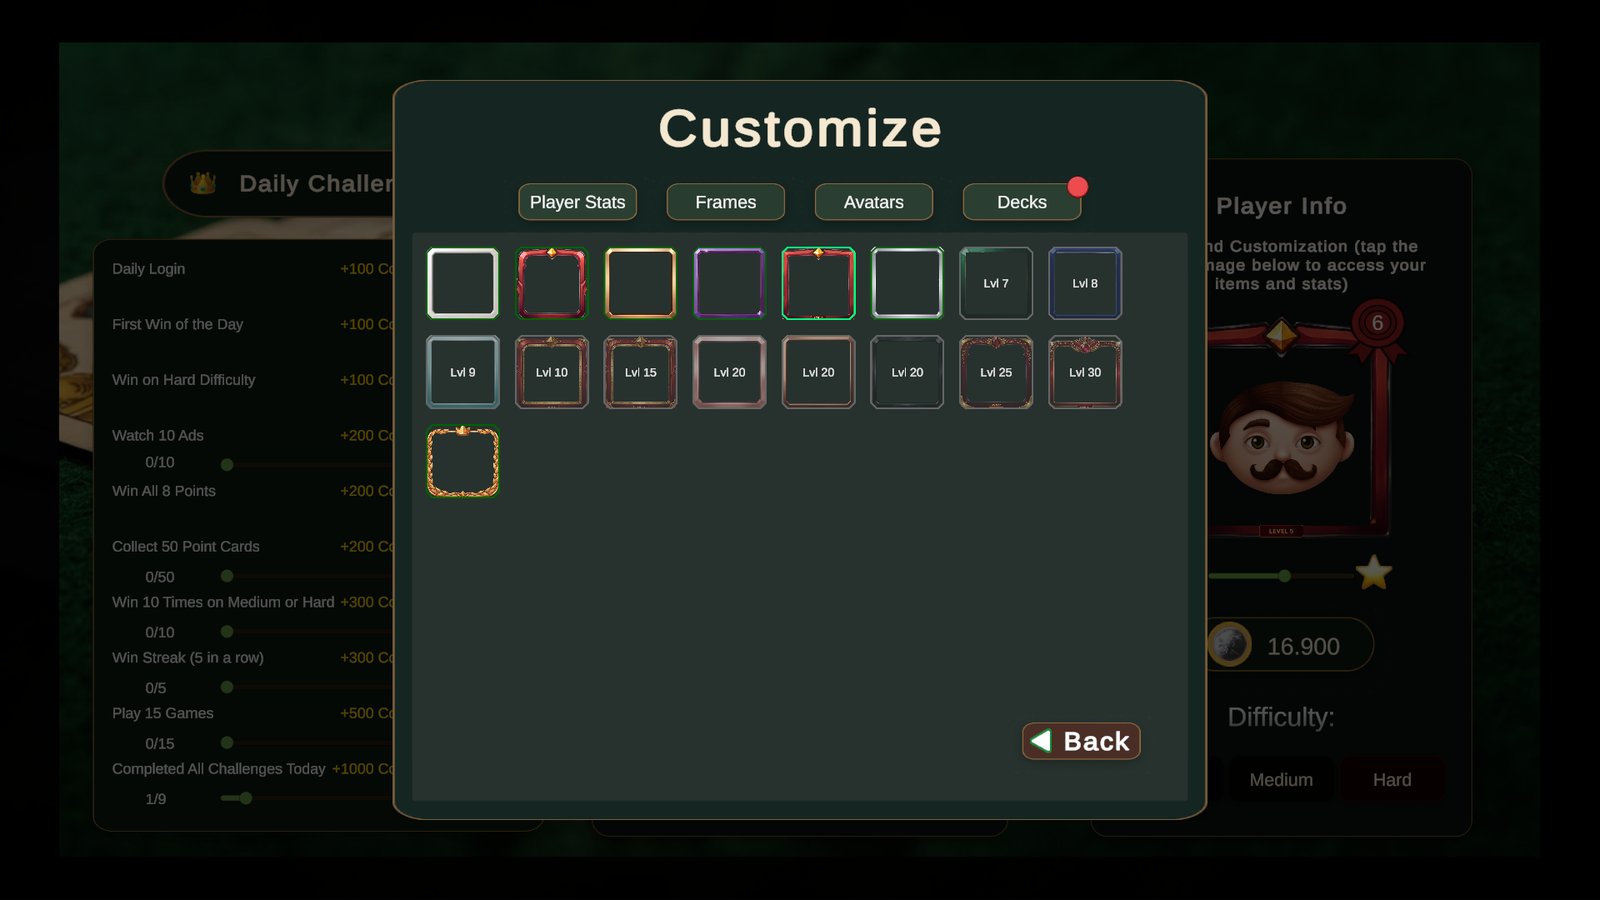 Customize
Player Stats
Frames
Avatars
Decks
Lvl 7
Lvl 8
Lvl 9
Lvl 10
Lvl 15
Lvl 20
Lvl 20
Lvl 20
Lvl 25
Lvl 30
Back
Daily Challen
Daily Login +100 Co
First Win of the Day +100 Co
Win on Hard Difficulty +100 Co
Watch 10 Ads +200 Co
0/10
Win All 8 Points +200 Co
Collect 50 Point Cards +200 Co
0/50
Win 10 Times on Medium or Hard +300 Co
0/10
Win Streak (5 in a row) +300 Co
0/5
Play 15 Games +500 Co
0/15
Completed All Challenges Today +1000 Co
1/9
Player Info
nd Customization (tap the
mage below to access your
items and stats)
6
LEVEL 5
16.900
Difficulty:
Medium
Hard